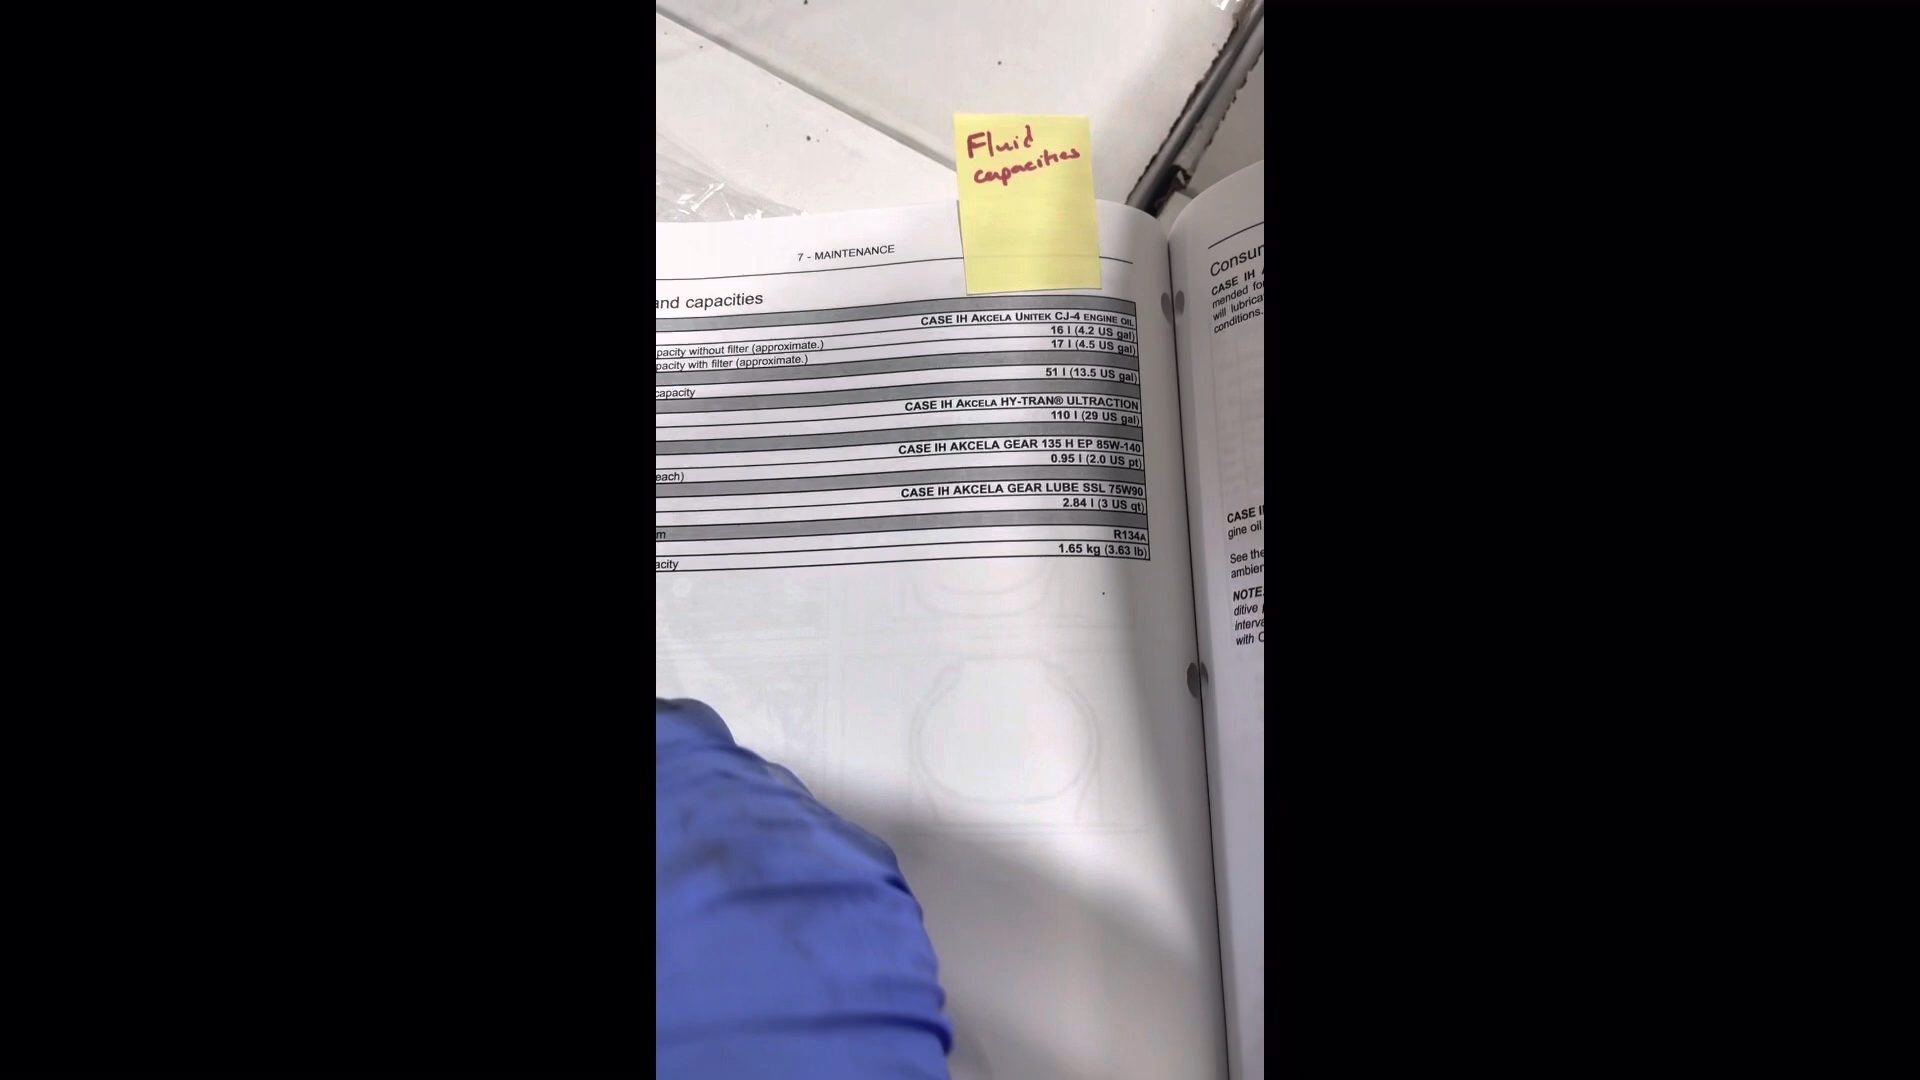 Fluid
capacities
7 - MAINTENANCE
and capacities
CASE IH AKCELA UNITEK CJ-4 ENGINE OIL
pacity without filter (approximate.) 16 l (4.2 US gal)
pacity with filter (approximate.) 17 l (4.5 US gal)
capacity 51 l (13.5 US gal)
CASE IH AKCELA HY-TRAN® ULTRACTION
110 l (29 US gal)
CASE IH AKCELA GEAR 135 H EP 85W-140
each) 0.95 l (2.0 US pt)
CASE IH AKCELA GEAR LUBE SSL 75W90
2.84 l (3 US qt)
m R134A
acity 1.65 kg (3.63 lb)
Consum
CASE IH A
mended fo
will lubrica
conditions.
CASE I
gine oil
See the
ambien
NOTE
ditive
interva
with C